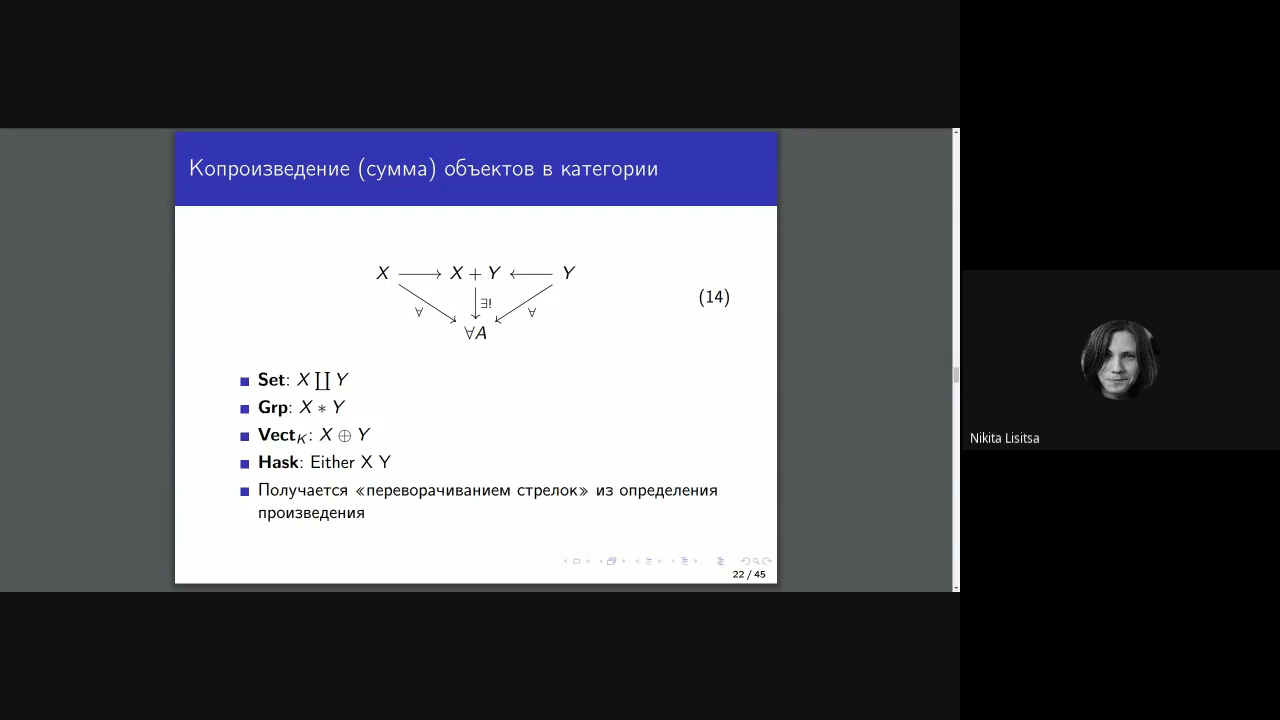 Копроизведение (сумма) объектов в категории
X → X + Y ← Y
∀ ∃! ∀
∀A
(14)
Set: X ∐ Y
Grp: X ∗ Y
Vect_K: X ⊕ Y
Hask: Either X Y
Получается «переворачиванием стрелок» из определения
произведения
22 / 45
Nikita Lisitsa